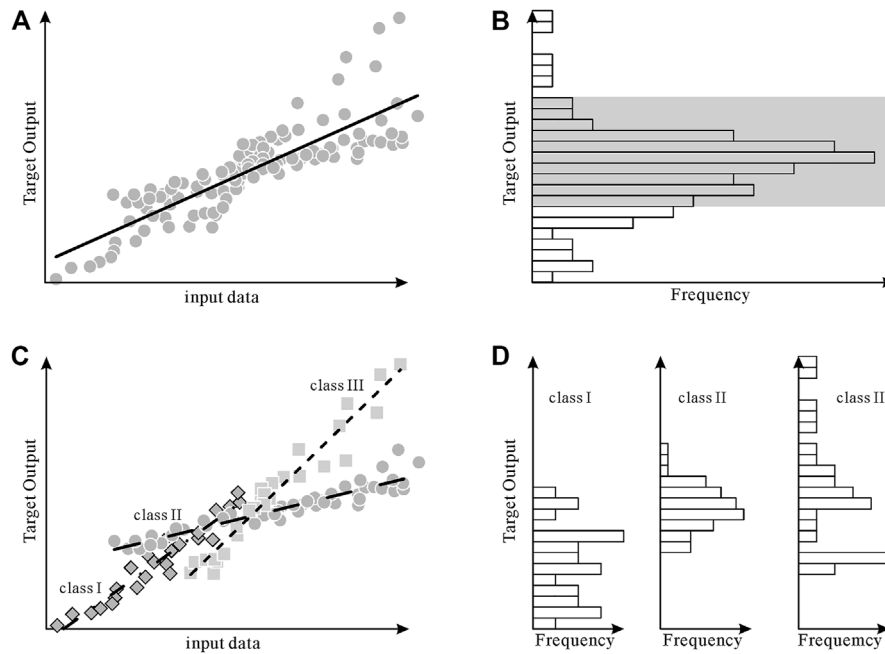 A
Target Output
input data
B
Target Output
Frequency
C
class III
class II
class I
Target Output
input data
D
class I
class II
class II
Target Output
Frequency
Frequency
Frequemcy